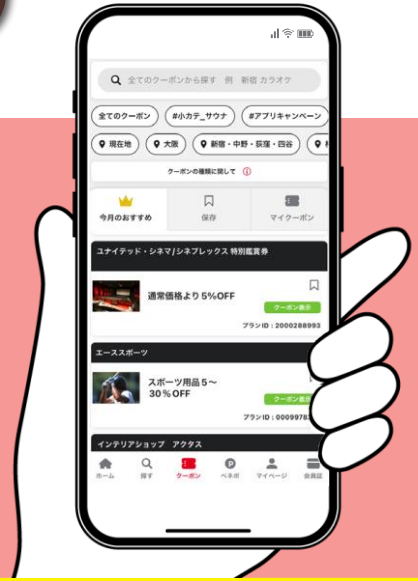 全てのクーポンから探す 例 新宿 カラオケ
全てのクーポン #小カテ_サウナ #アプリキャンペーン
現在地 大阪 新宿・中野・荻窪・四谷
クーポンの種類に関して
今月のおすすめ 保存 マイクーポン
ユナイテッド・シネマ/シネプレックス 特別鑑賞券
通常価格より5%OFF
クーポン表示
プランID:2000288993
エーススポーツ
スポーツ用品5〜
30%OFF
クーポン表示
プランID:00099783
インテリアショップ アクタス
ホーム 探す クーポン ベネポ マイページ 会員証